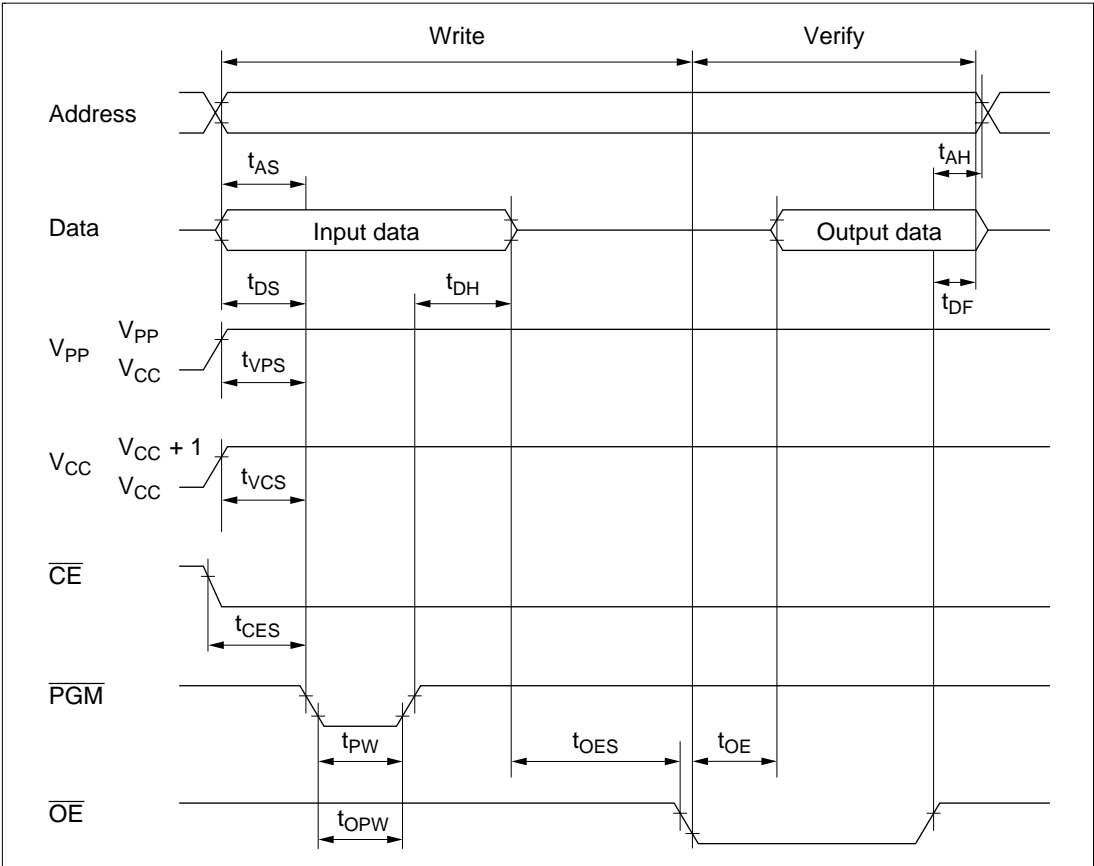 Write Verify
Address
tAS tAH
Data Input data Output data
tDS tDH tDF
VPP VPP
VCC tVPS
VCC VCC + 1
VCC tVCS
CE
tCES
PGM
tPW tOES tOE
OE tOPW